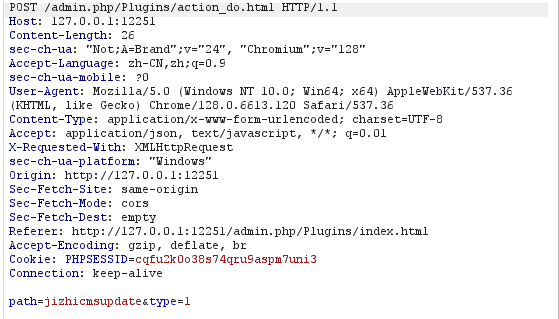 POST /admin.php/Plugins/action_do.html HTTP/1.1
Host: 127.0.0.1:12251
Content-Length: 26
sec-ch-ua: "Not;A=Brand";v="24", "Chromium";v="128"
Accept-Language: zh-CN,zh;q=0.9
sec-ch-ua-mobile: ?0
User-Agent: Mozilla/5.0 (Windows NT 10.0; Win64; x64) AppleWebKit/537.36
(KHTML, like Gecko) Chrome/128.0.6613.120 Safari/537.36
Content-Type: application/x-www-form-urlencoded; charset=UTF-8
Accept: application/json, text/javascript, */*; q=0.01
X-Requested-With: XMLHttpRequest
sec-ch-ua-platform: "Windows"
Origin: http://127.0.0.1:12251
Sec-Fetch-Site: same-origin
Sec-Fetch-Mode: cors
Sec-Fetch-Dest: empty
Referer: http://127.0.0.1:12251/admin.php/Plugins/index.html
Accept-Encoding: gzip, deflate, br
Cookie: PHPSESSID=cqfu2k0o38s74qru9aspm7uni3
Connection: keep-alive
path=jizhicmsupdate&type=1